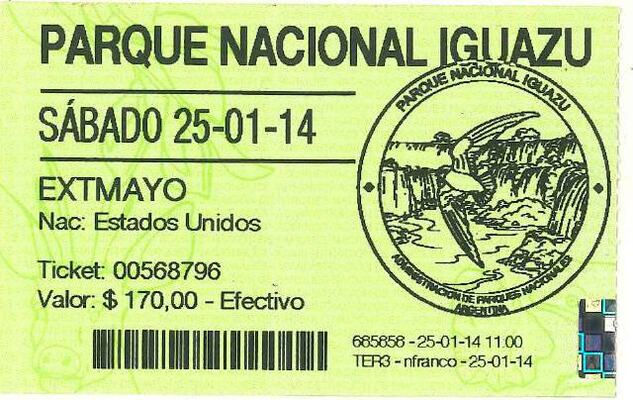 PARQUE NACIONAL IGUAZU
SÁBADO 25-01-14
PARQUE NACIONAL IGUAZU
ADMINISTRACION DE PARQUES NACIONALES
ARGENTINA
EXTMAYO
Nac: Estados Unidos
Ticket: 00568796
Valor: $ 170,00 - Efectivo
685858 - 25-01-14 11:00
TER3 - nfranco - 25-01-14